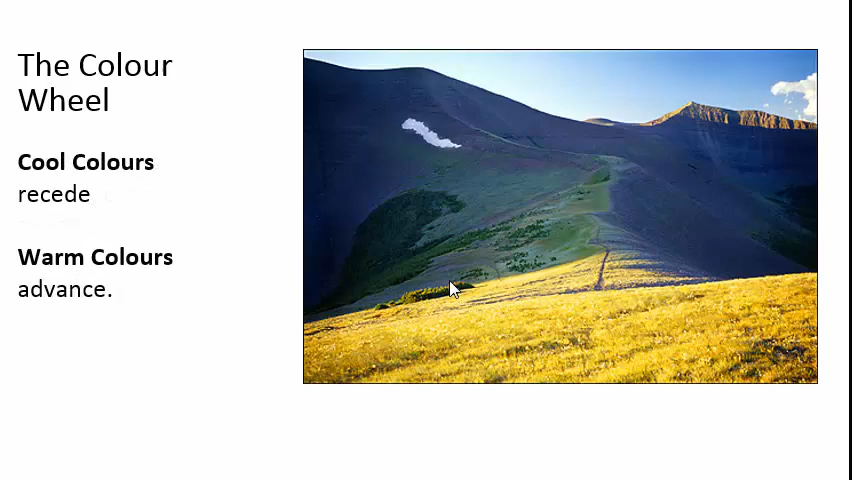 The Colour
Wheel
Cool Colours
recede
Warm Colours
advance.